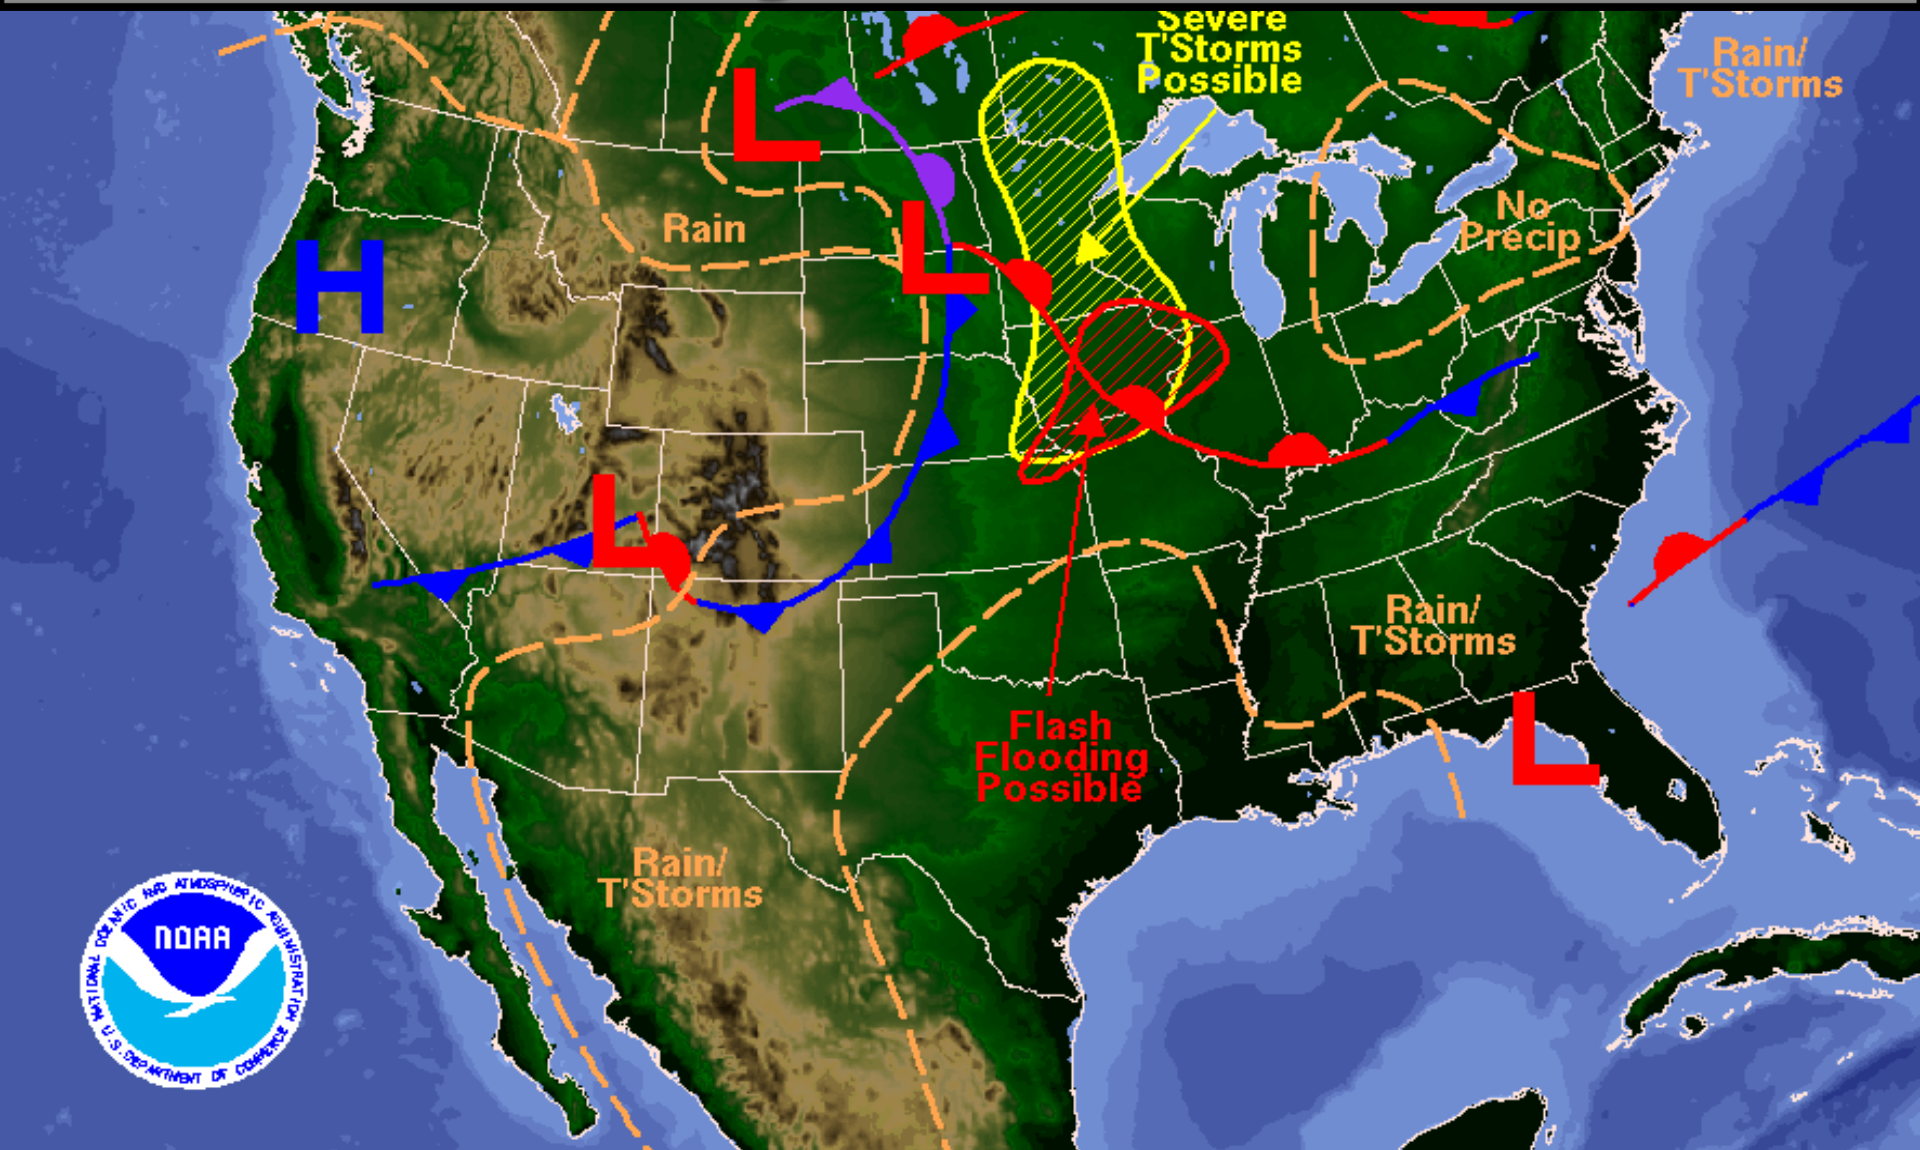 Severe
T'Storms
Possible
Rain/
T'Storms
L
Rain
L
No
Precip
H
L
Rain/
T'Storms
L
Flash
Flooding
Possible
Rain/
T'Storms
NATIONAL OCEANIC AND ATMOSPHERIC ADMINISTRATION
NOAA
U.S. DEPARTMENT OF COMMERCE